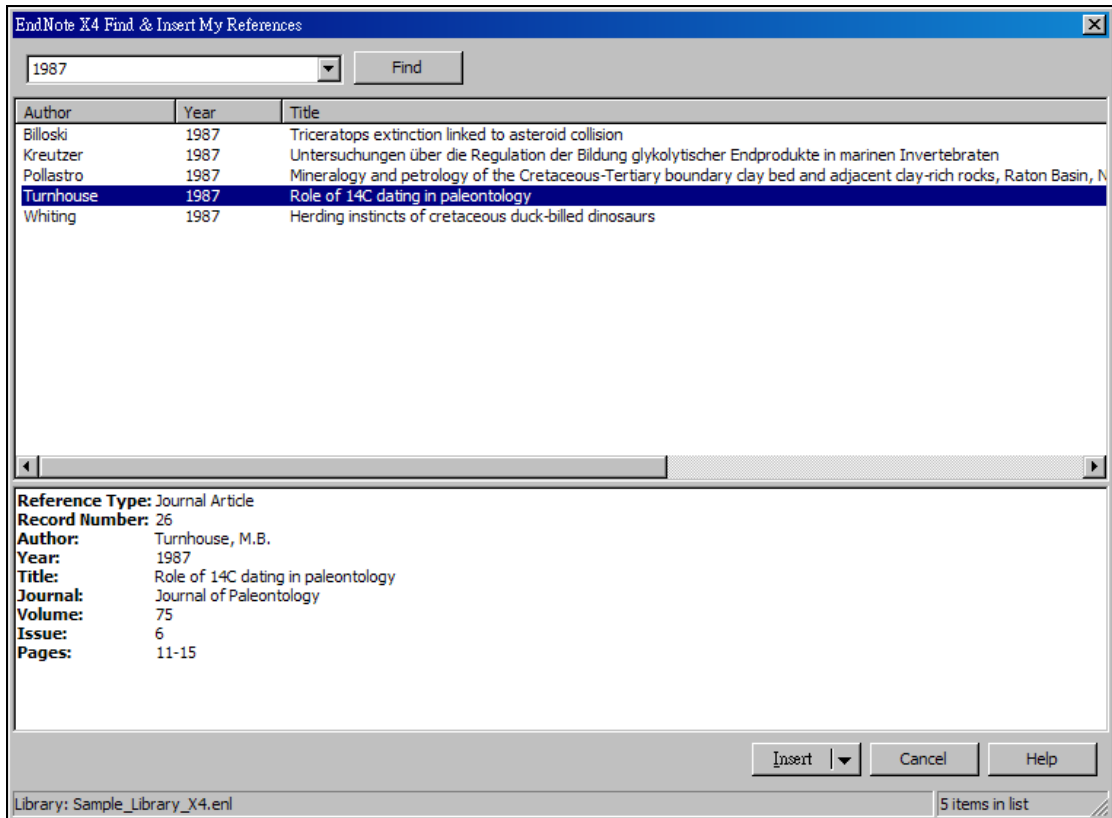 EndNote X4 Find & Insert My References
1987 Find
Author Year Title
Billoski 1987 Triceratops extinction linked to asteroid collision
Kreutzer 1987 Untersuchungen über die Regulation der Bildung glykolytischer Endprodukte in marinen Invertebraten
Pollastro 1987 Mineralogy and petrology of the Cretaceous-Tertiary boundary clay bed and adjacent clay-rich rocks, Raton Basin, N
Turnhouse 1987 Role of 14C dating in paleontology
Whiting 1987 Herding instincts of cretaceous duck-billed dinosaurs
Reference Type: Journal Article
Record Number: 26
Author: Turnhouse, M.B.
Year: 1987
Title: Role of 14C dating in paleontology
Journal: Journal of Paleontology
Volume: 75
Issue: 6
Pages: 11-15
Insert Cancel Help
Library: Sample_Library_X4.enl 5 items in list